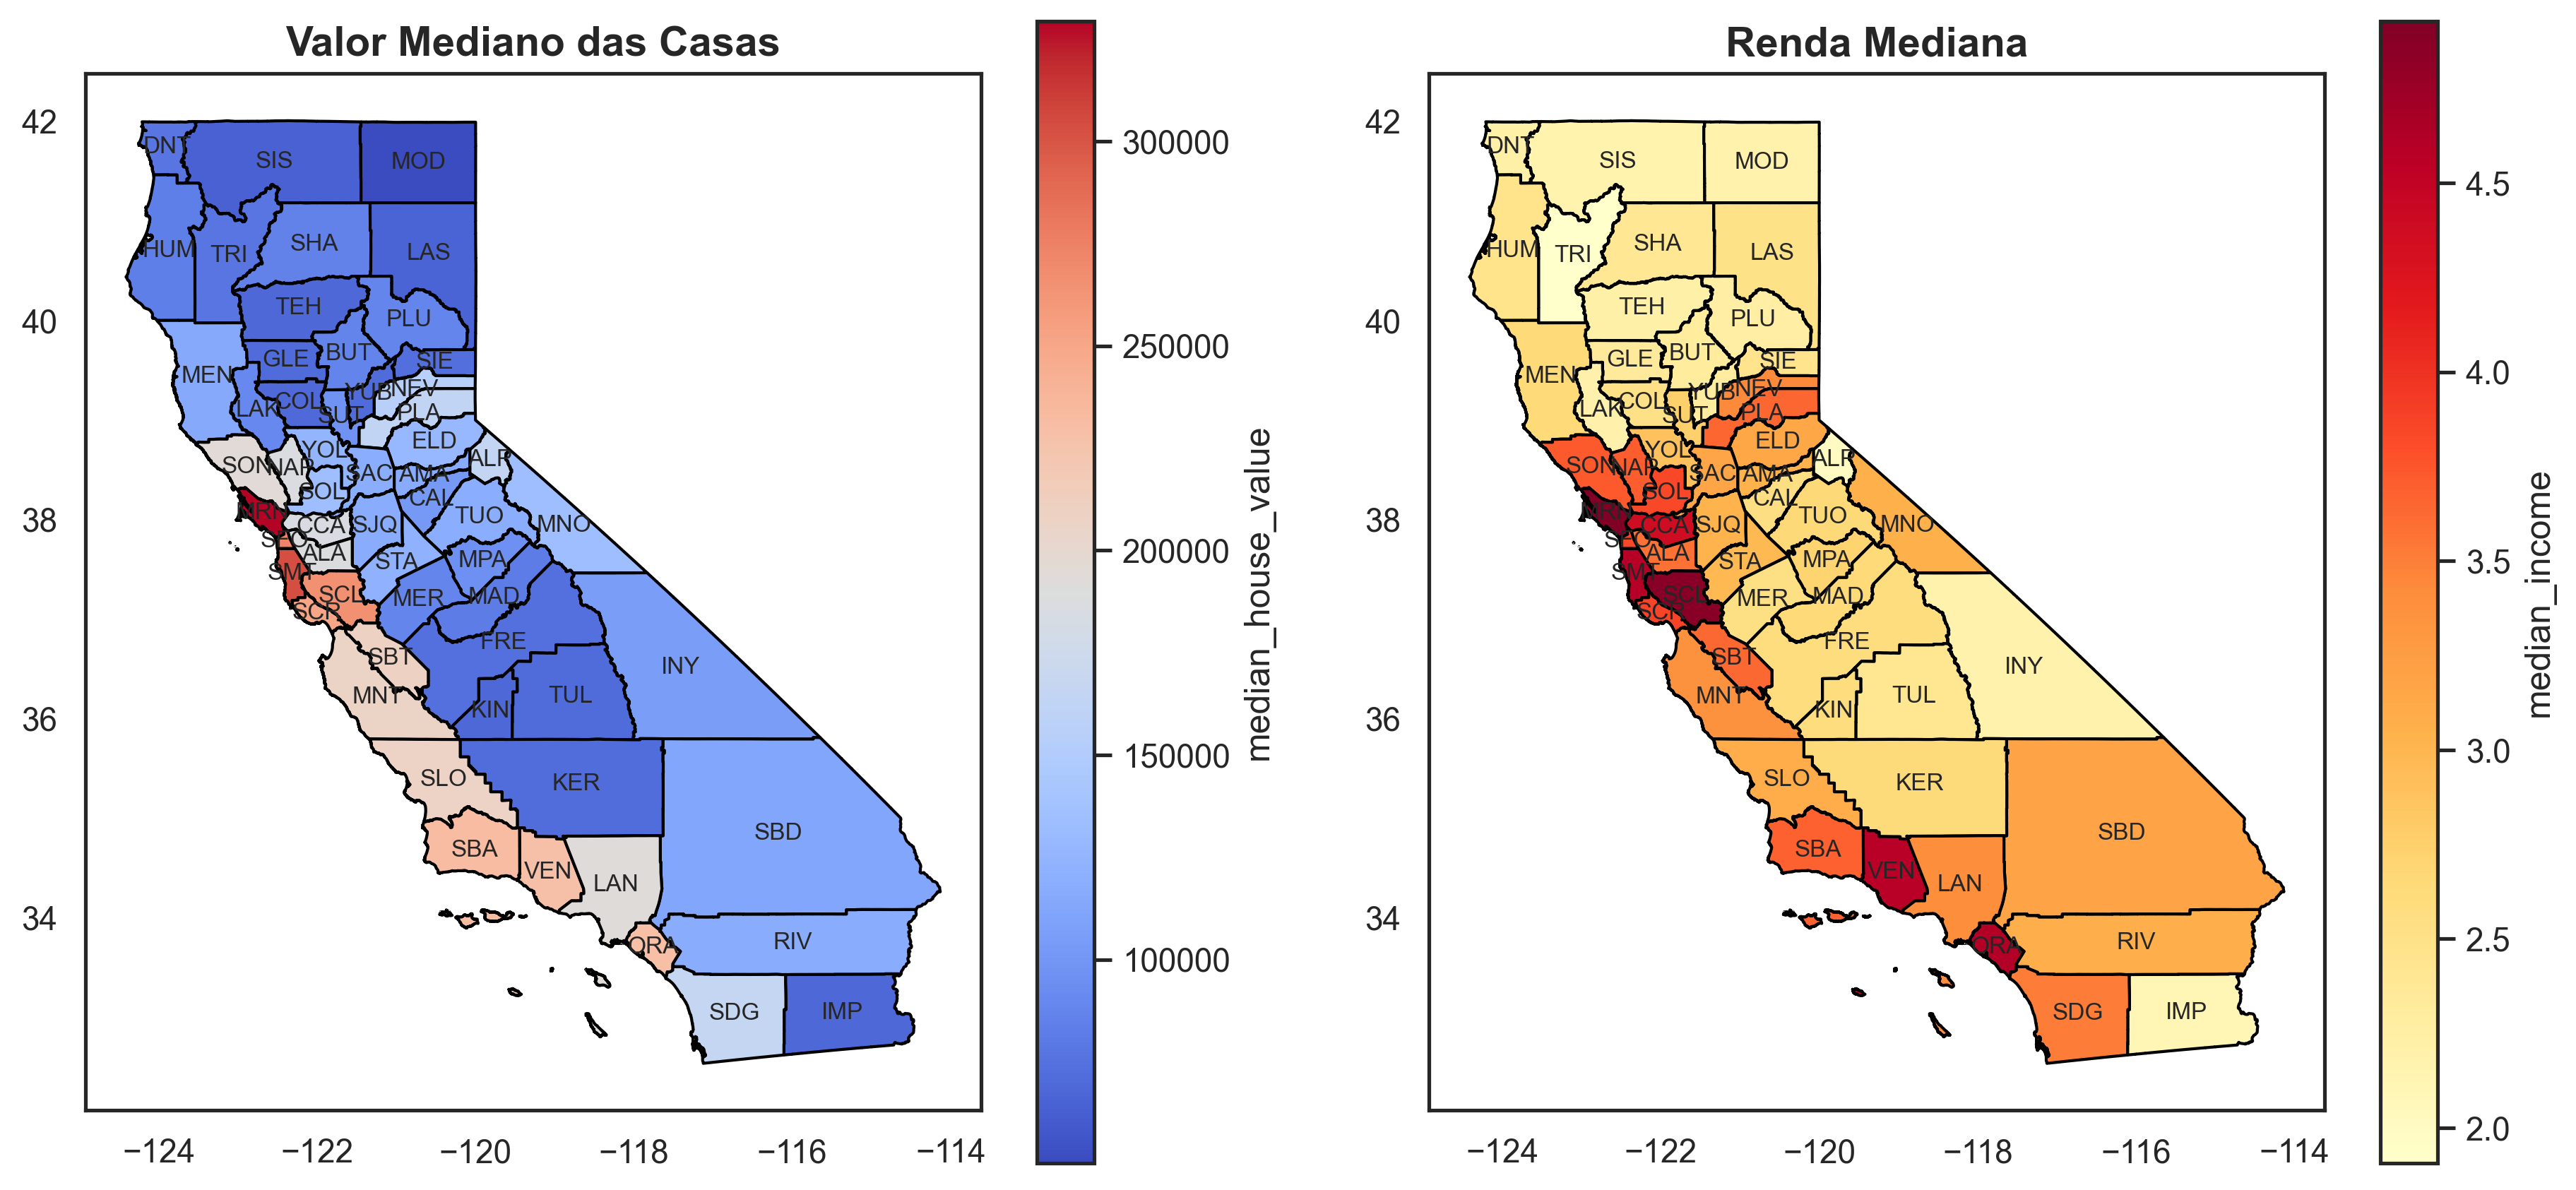 Valor Mediano das Casas
42
40
38
36
34
−124
−122
−120
−118
−116
−114
DNT
SIS
MOD
HUM
TRI
SHA
LAS
TEH
PLU
GLE
BUT
SIE
MEN
YUB
NEV
LAK
COL
SUT
PLA
YOL
ELD
SON
NAP
SAC
AMA
ALP
SOL
CAL
MRN
CCA
SJQ
TUO
MNO
SFO
ALA
STA
MPA
SMT
SCL
MER
MAD
SCR
FRE
SBT
INY
MNT
KIN
TUL
SLO
KER
SBA
VEN
LAN
SBD
ORA
RIV
SDG
IMP
300000
250000
200000
150000
100000
median_house_value
Renda Mediana
42
40
38
36
34
−124
−122
−120
−118
−116
−114
DNT
SIS
MOD
HUM
TRI
SHA
LAS
TEH
PLU
GLE
BUT
SIE
MEN
YUB
NEV
LAK
COL
SUT
PLA
YOL
ELD
SON
NAP
SAC
AMA
ALP
SOL
CAL
MRN
CCA
SJQ
TUO
MNO
SFO
ALA
STA
MPA
SMT
SCL
MER
MAD
SCR
FRE
SBT
INY
MNT
KIN
TUL
SLO
KER
SBA
VEN
LAN
SBD
ORA
RIV
SDG
IMP
4.5
4.0
3.5
3.0
2.5
2.0
median_income